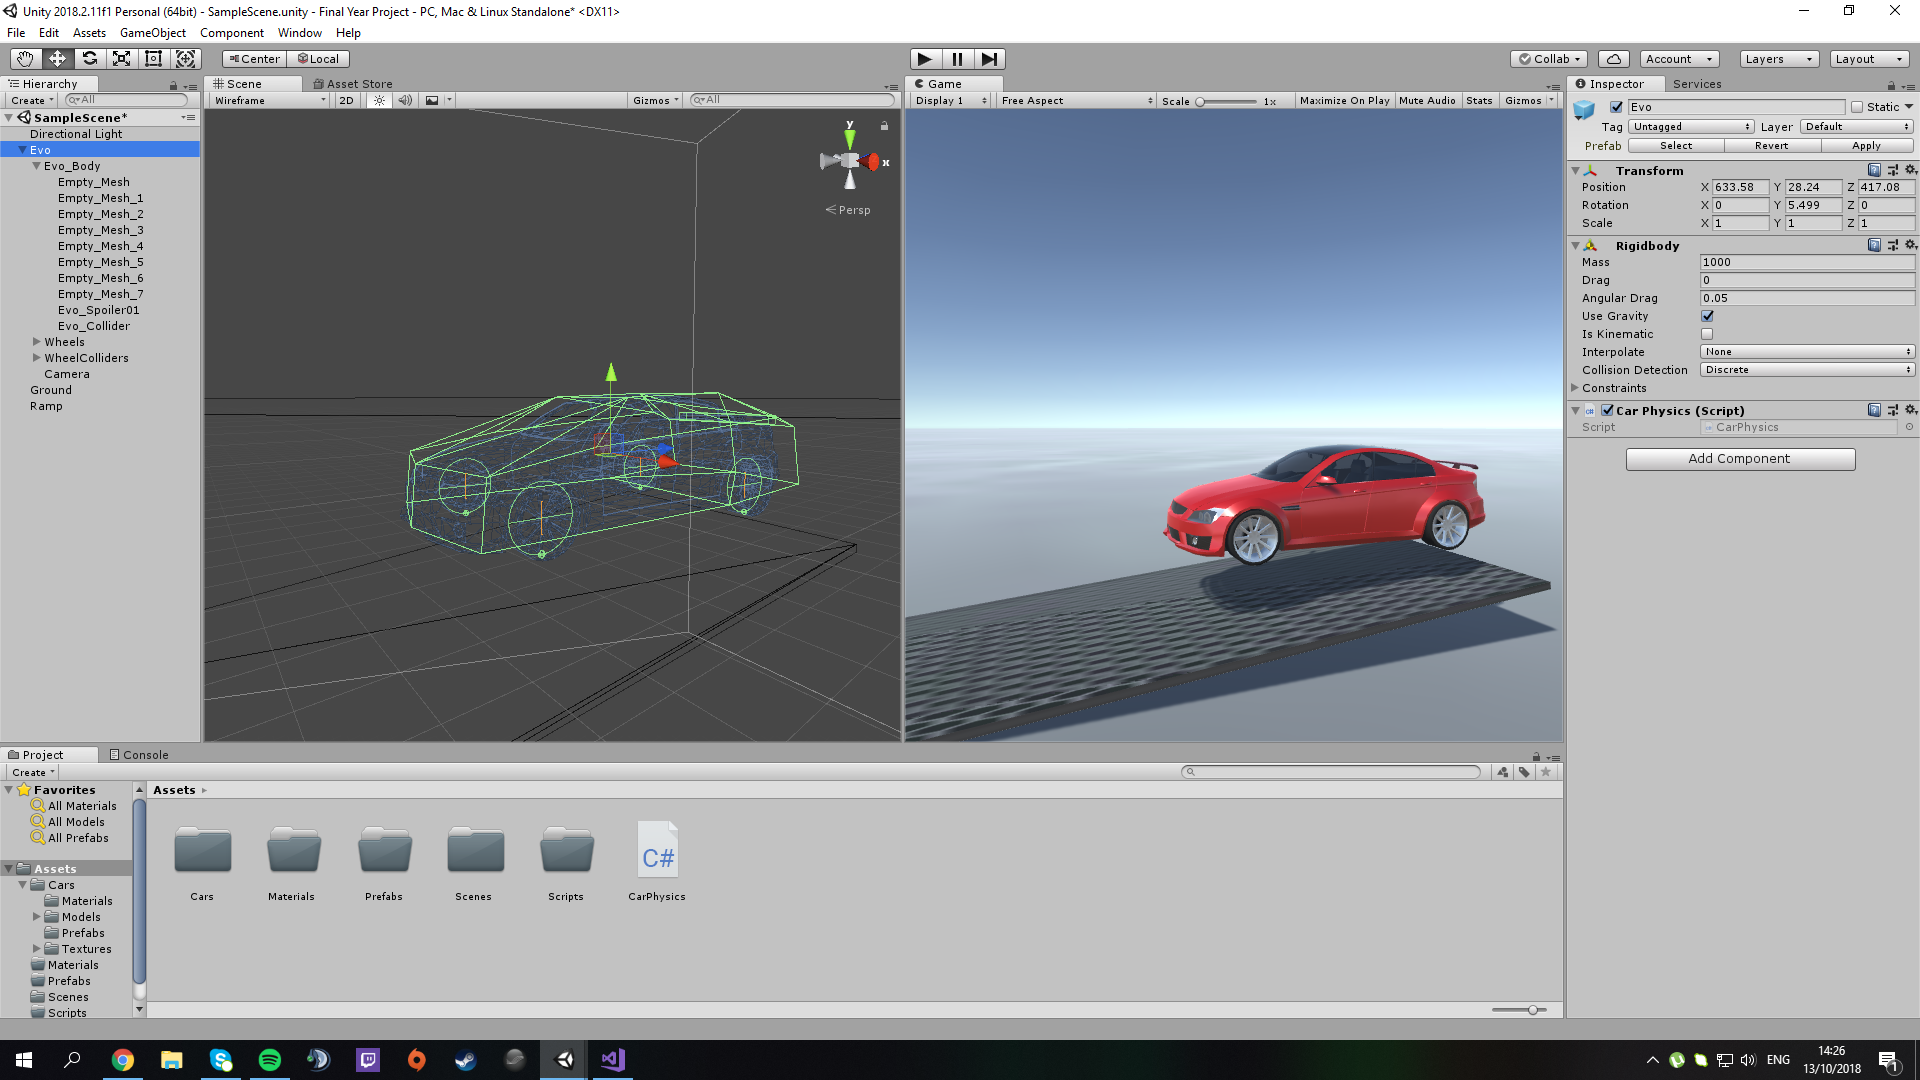 Unity 2018.2.11f1 Personal (64bit) - SampleScene.unity - Final Year Project - PC, Mac & Linux Standalone* <DX11>
File Edit Assets GameObject Component Window Help
Center Local Collab Account Layers Layout
Hierarchy
Create All
SampleScene*
Directional Light
Evo
Evo_Body
Empty_Mesh
Empty_Mesh_1
Empty_Mesh_2
Empty_Mesh_3
Empty_Mesh_4
Empty_Mesh_5
Empty_Mesh_6
Empty_Mesh_7
Evo_Spoiler01
Evo_Collider
Wheels
WheelColliders
Camera
Ground
Ramp
Scene Asset Store
Wireframe 2D Gizmos All
y
x
Persp
Game
Display 1 Free Aspect Scale 1x Maximize On Play Mute Audio Stats Gizmos
Inspector Services
Evo Static
Tag Untagged Layer Default
Prefab Select Revert Apply
Transform
Position X 633.58 Y 28.24 Z 417.08
Rotation X 0 Y 5.499 Z 0
Scale X 1 Y 1 Z 1
Rigidbody
Mass 1000
Drag 0
Angular Drag 0.05
Use Gravity
Is Kinematic
Interpolate None
Collision Detection Discrete
Constraints
Car Physics (Script)
Script CarPhysics
Add Component
Project Console
Create
Favorites
All Materials
All Models
All Prefabs
Assets
Cars
Materials
Models
Prefabs
Textures
Materials
Prefabs
Scenes
Scripts
Assets
C#
Cars Materials Prefabs Scenes Scripts CarPhysics
ENG
14:26
13/10/2018
1